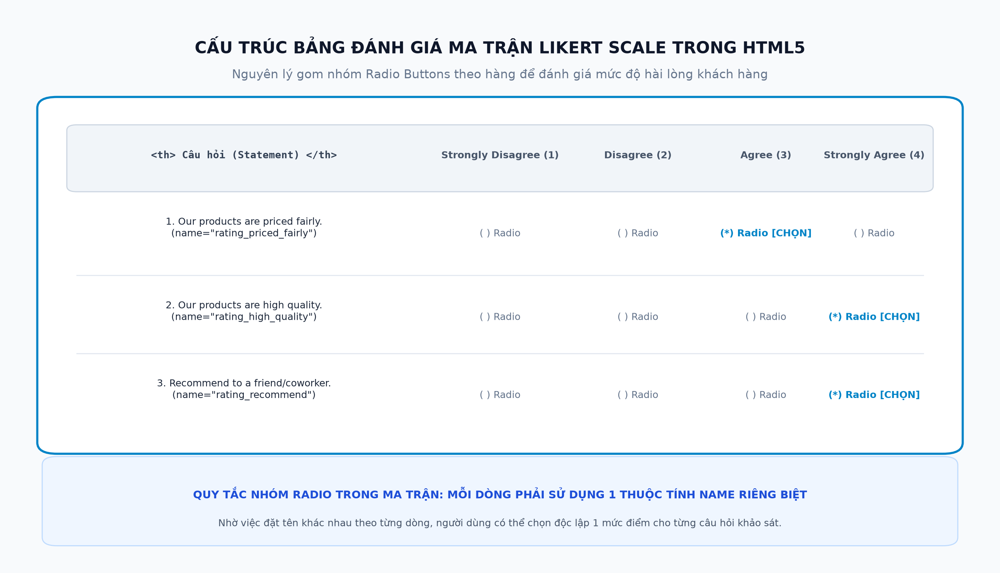 CẤU TRÚC BẢNG ĐÁNH GIÁ MA TRẬN LIKERT SCALE TRONG HTML5
Nguyên lý gom nhóm Radio Buttons theo hàng để đánh giá mức độ hài lòng khách hàng
<th> Câu hỏi (Statement) </th> Strongly Disagree (1) Disagree (2) Agree (3) Strongly Agree (4)
1. Our products are priced fairly.
(name="rating_priced_fairly") ( ) Radio ( ) Radio (*) Radio [CHỌN] ( ) Radio
2. Our products are high quality.
(name="rating_high_quality") ( ) Radio ( ) Radio ( ) Radio (*) Radio [CHỌN]
3. Recommend to a friend/coworker.
(name="rating_recommend") ( ) Radio ( ) Radio ( ) Radio (*) Radio [CHỌN]
QUY TẮC NHÓM RADIO TRONG MA TRẬN: MỖI DÒNG PHẢI SỬ DỤNG 1 THUỘC TÍNH NAME RIÊNG BIỆT
Nhờ việc đặt tên khác nhau theo từng dòng, người dùng có thể chọn độc lập 1 mức điểm cho từng câu hỏi khảo sát.